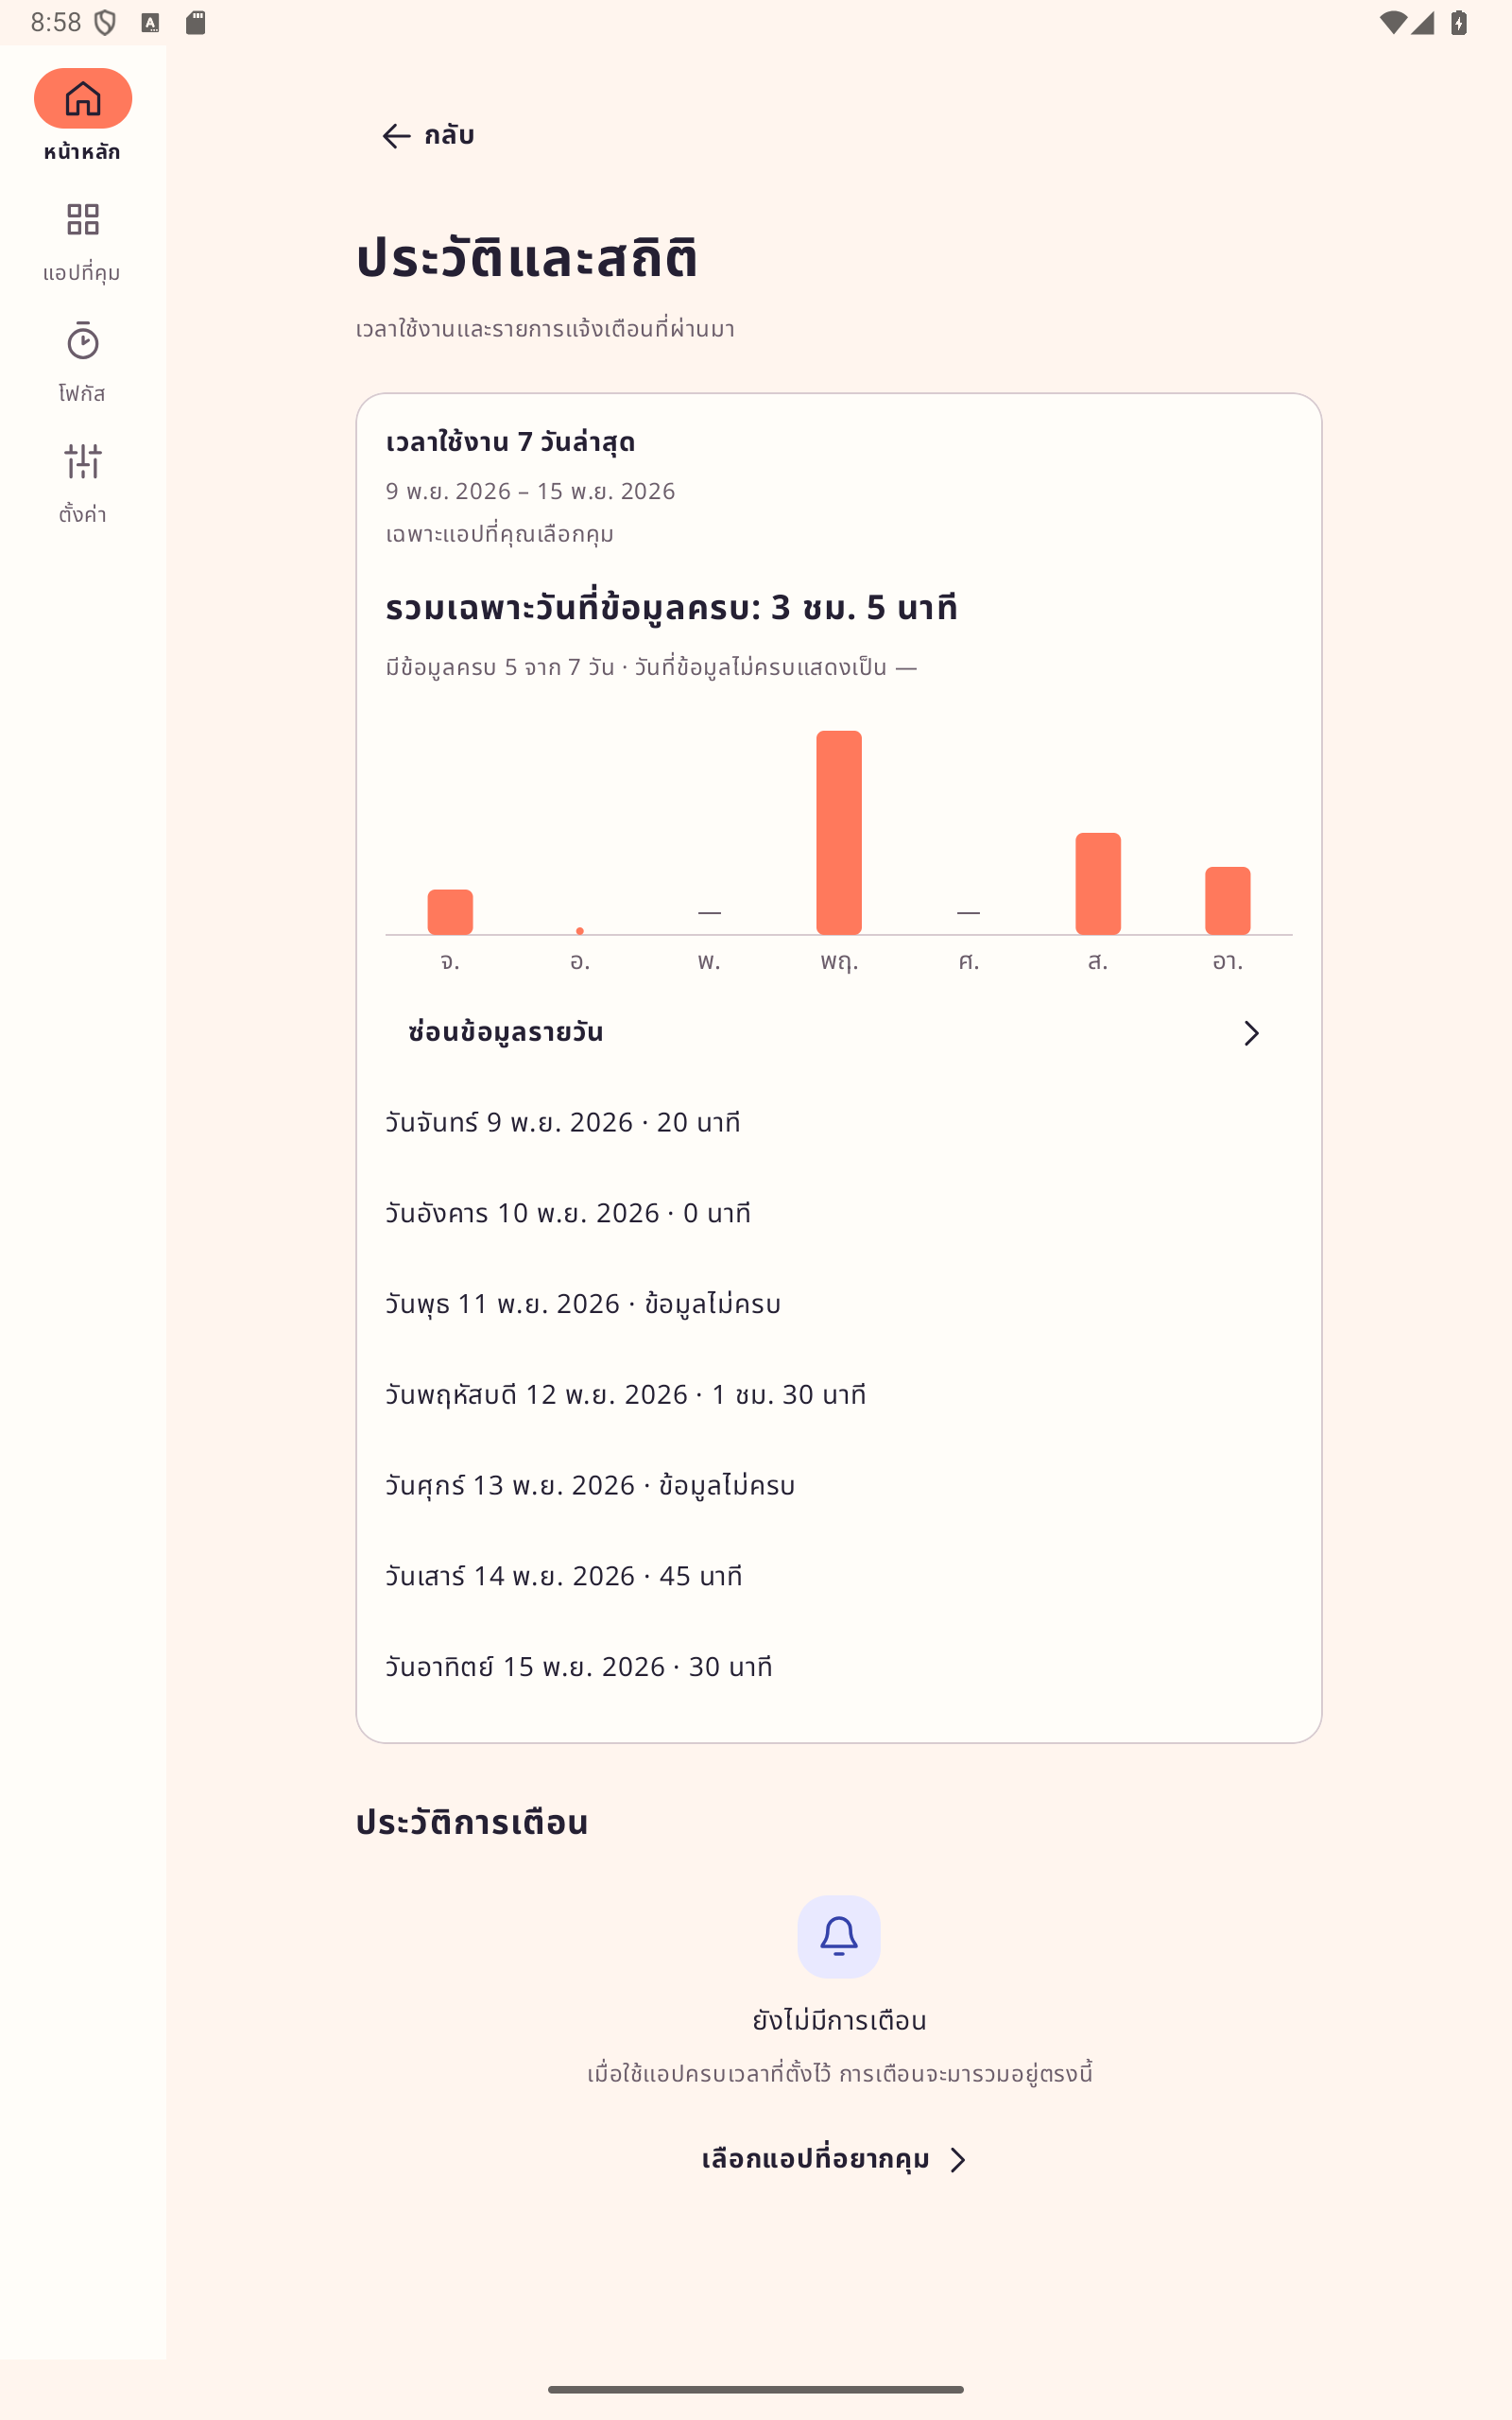 8:58
หน้าหลัก
แอปที่คุม
โฟกัส
ตั้งค่า
กลับ
ประวัติและสถิติ
เวลาใช้งานและรายการแจ้งเตือนที่ผ่านมา
เวลาใช้งาน 7 วันล่าสุด
9 พ.ย. 2026 – 15 พ.ย. 2026
เฉพาะแอปที่คุณเลือกคุม
รวมเฉพาะวันที่ข้อมูลครบ: 3 ชม. 5 นาที
มีข้อมูลครบ 5 จาก 7 วัน · วันที่ข้อมูลไม่ครบแสดงเป็น —
— —
จ. อ. พ. พฤ. ศ. ส. อา.
ซ่อนข้อมูลรายวัน
วันจันทร์ 9 พ.ย. 2026 · 20 นาที
วันอังคาร 10 พ.ย. 2026 · 0 นาที
วันพุธ 11 พ.ย. 2026 · ข้อมูลไม่ครบ
วันพฤหัสบดี 12 พ.ย. 2026 · 1 ชม. 30 นาที
วันศุกร์ 13 พ.ย. 2026 · ข้อมูลไม่ครบ
วันเสาร์ 14 พ.ย. 2026 · 45 นาที
วันอาทิตย์ 15 พ.ย. 2026 · 30 นาที
ประวัติการเตือน
ยังไม่มีการเตือน
เมื่อใช้แอปครบเวลาที่ตั้งไว้ การเตือนจะมารวมอยู่ตรงนี้
เลือกแอปที่อยากคุม